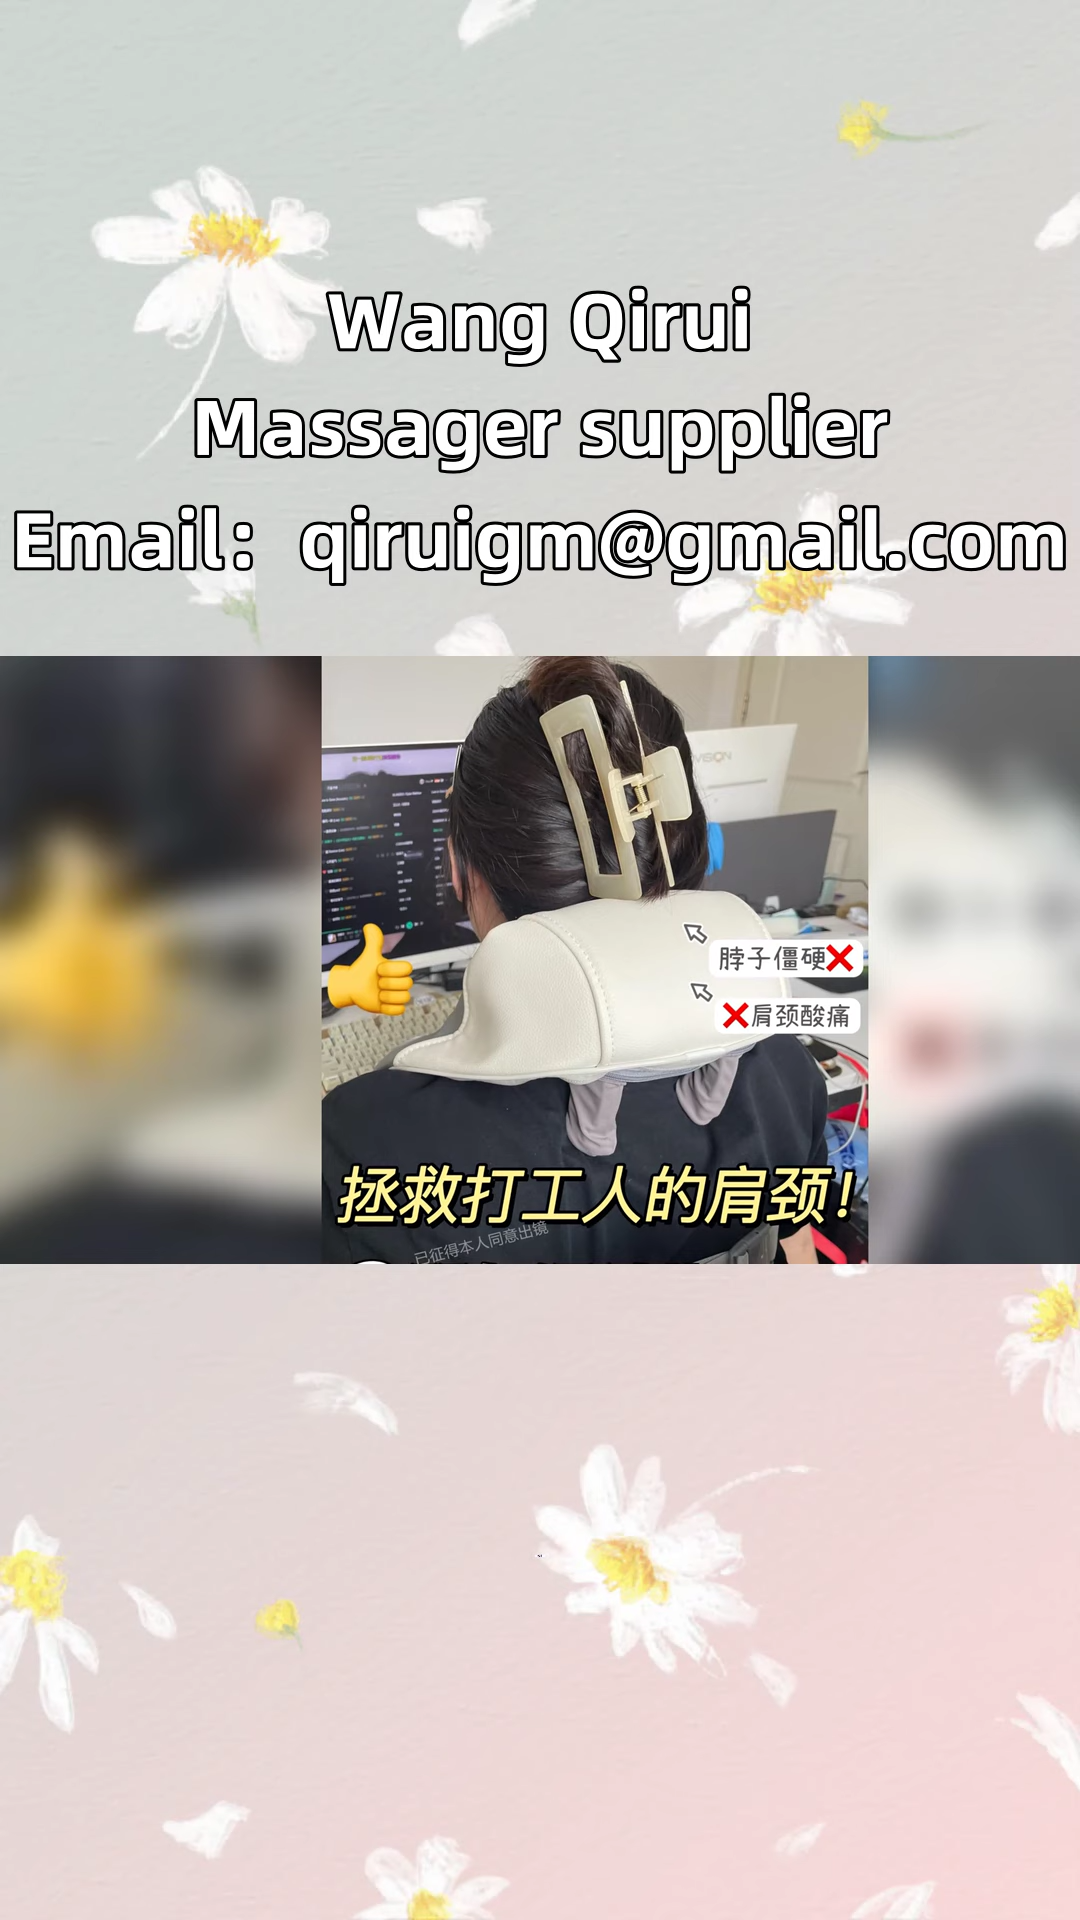 Wang Qirui
Massager supplier
Email：qiruigm@gmail.com
VISION
脖子僵硬❌
❌肩颈酸痛
拯救打工人的肩颈！
已征得本人同意出镜